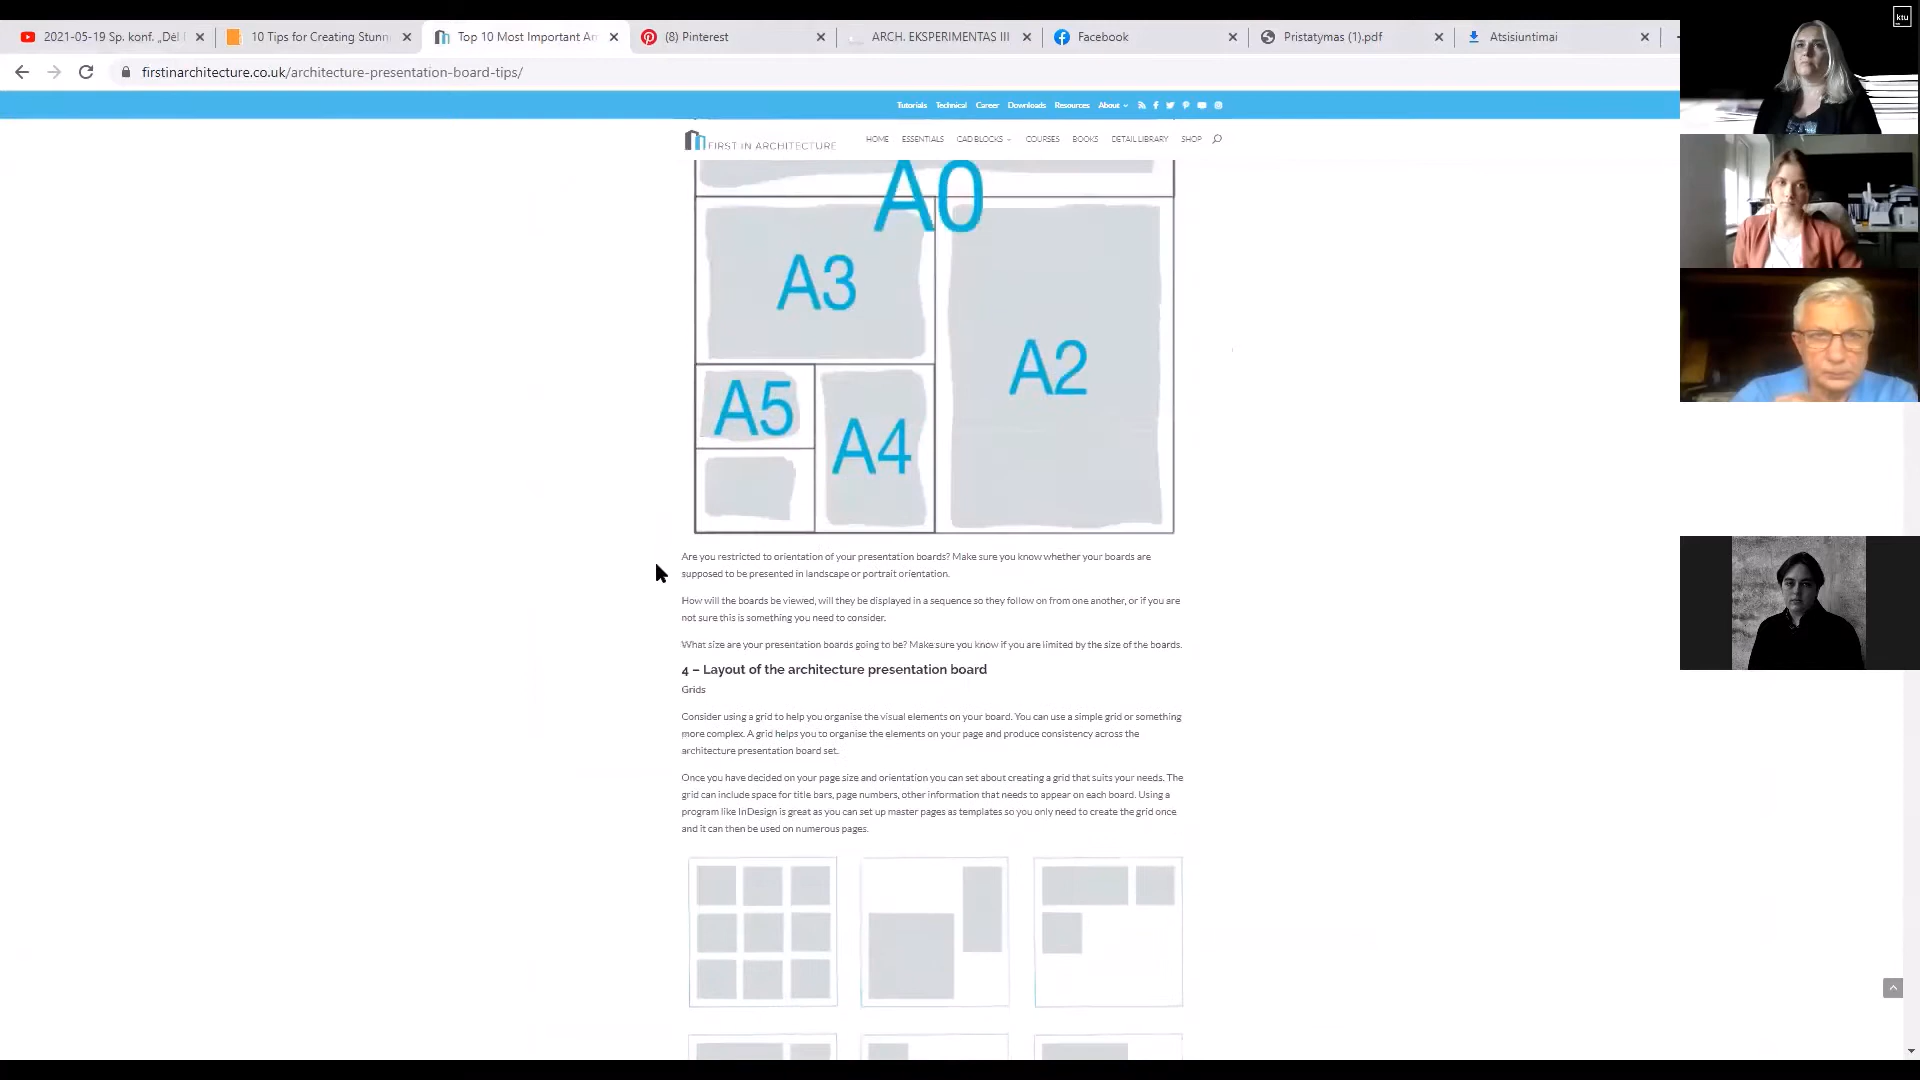 2021-05-19 Sp. konf. „Dėl
10 Tips for Creating Stunn
Top 10 Most Important Ar
(8) Pinterest
ARCH. EKSPERIMENTAS III
Facebook
Pristatymas (1).pdf
Atsisiuntimai
ktu
firstinarchitecture.co.uk/architecture-presentation-board-tips/
Tutorials Technical Career Downloads Resources About
FIRST IN ARCHITECTURE
HOME ESSENTIALS CAD BLOCKS COURSES BOOKS DETAIL LIBRARY SHOP
A0
A3
A2
A5
A4
Are you restricted to orientation of your presentation boards? Make sure you know whether your boards are
supposed to be presented in landscape or portrait orientation.
How will the boards be viewed, will they be displayed in a sequence so they follow on from one another, or if you are
not sure this is something you need to consider.
What size are your presentation boards going to be? Make sure you know if you are limited by the size of the boards.
4 – Layout of the architecture presentation board
Grids
Consider using a grid to help you organise the visual elements on your board. You can use a simple grid or something
more complex. A grid helps you to organise the elements on your page and produce consistency across the
architecture presentation board set.
Once you have decided on your page size and orientation you can set about creating a grid that suits your needs. The
grid can include space for title bars, page numbers, other information that needs to appear on each board. Using a
program like InDesign is great as you can set up master pages as templates so you only need to create the grid once
and it can then be used on numerous pages.